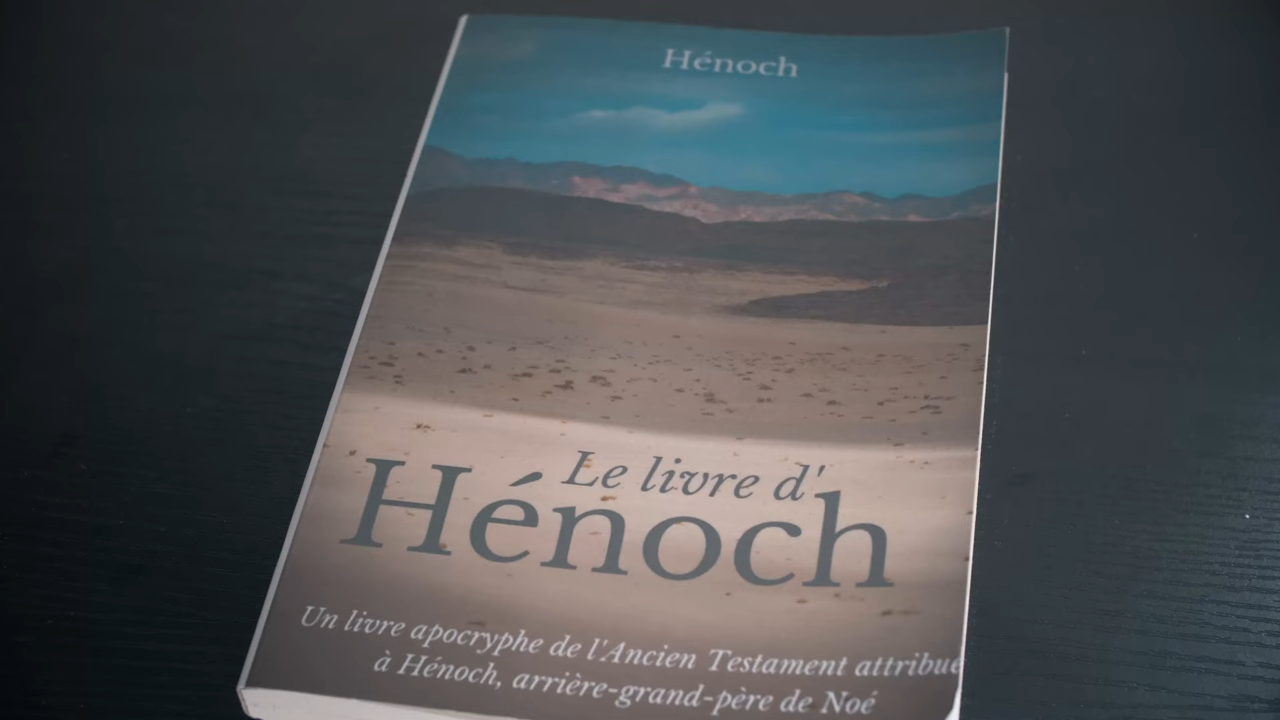 Hénoch
Le livre d'
Hénoch
Un livre apocryphe de l'Ancien Testament attribué
à Hénoch, arrière-grand-père de Noé